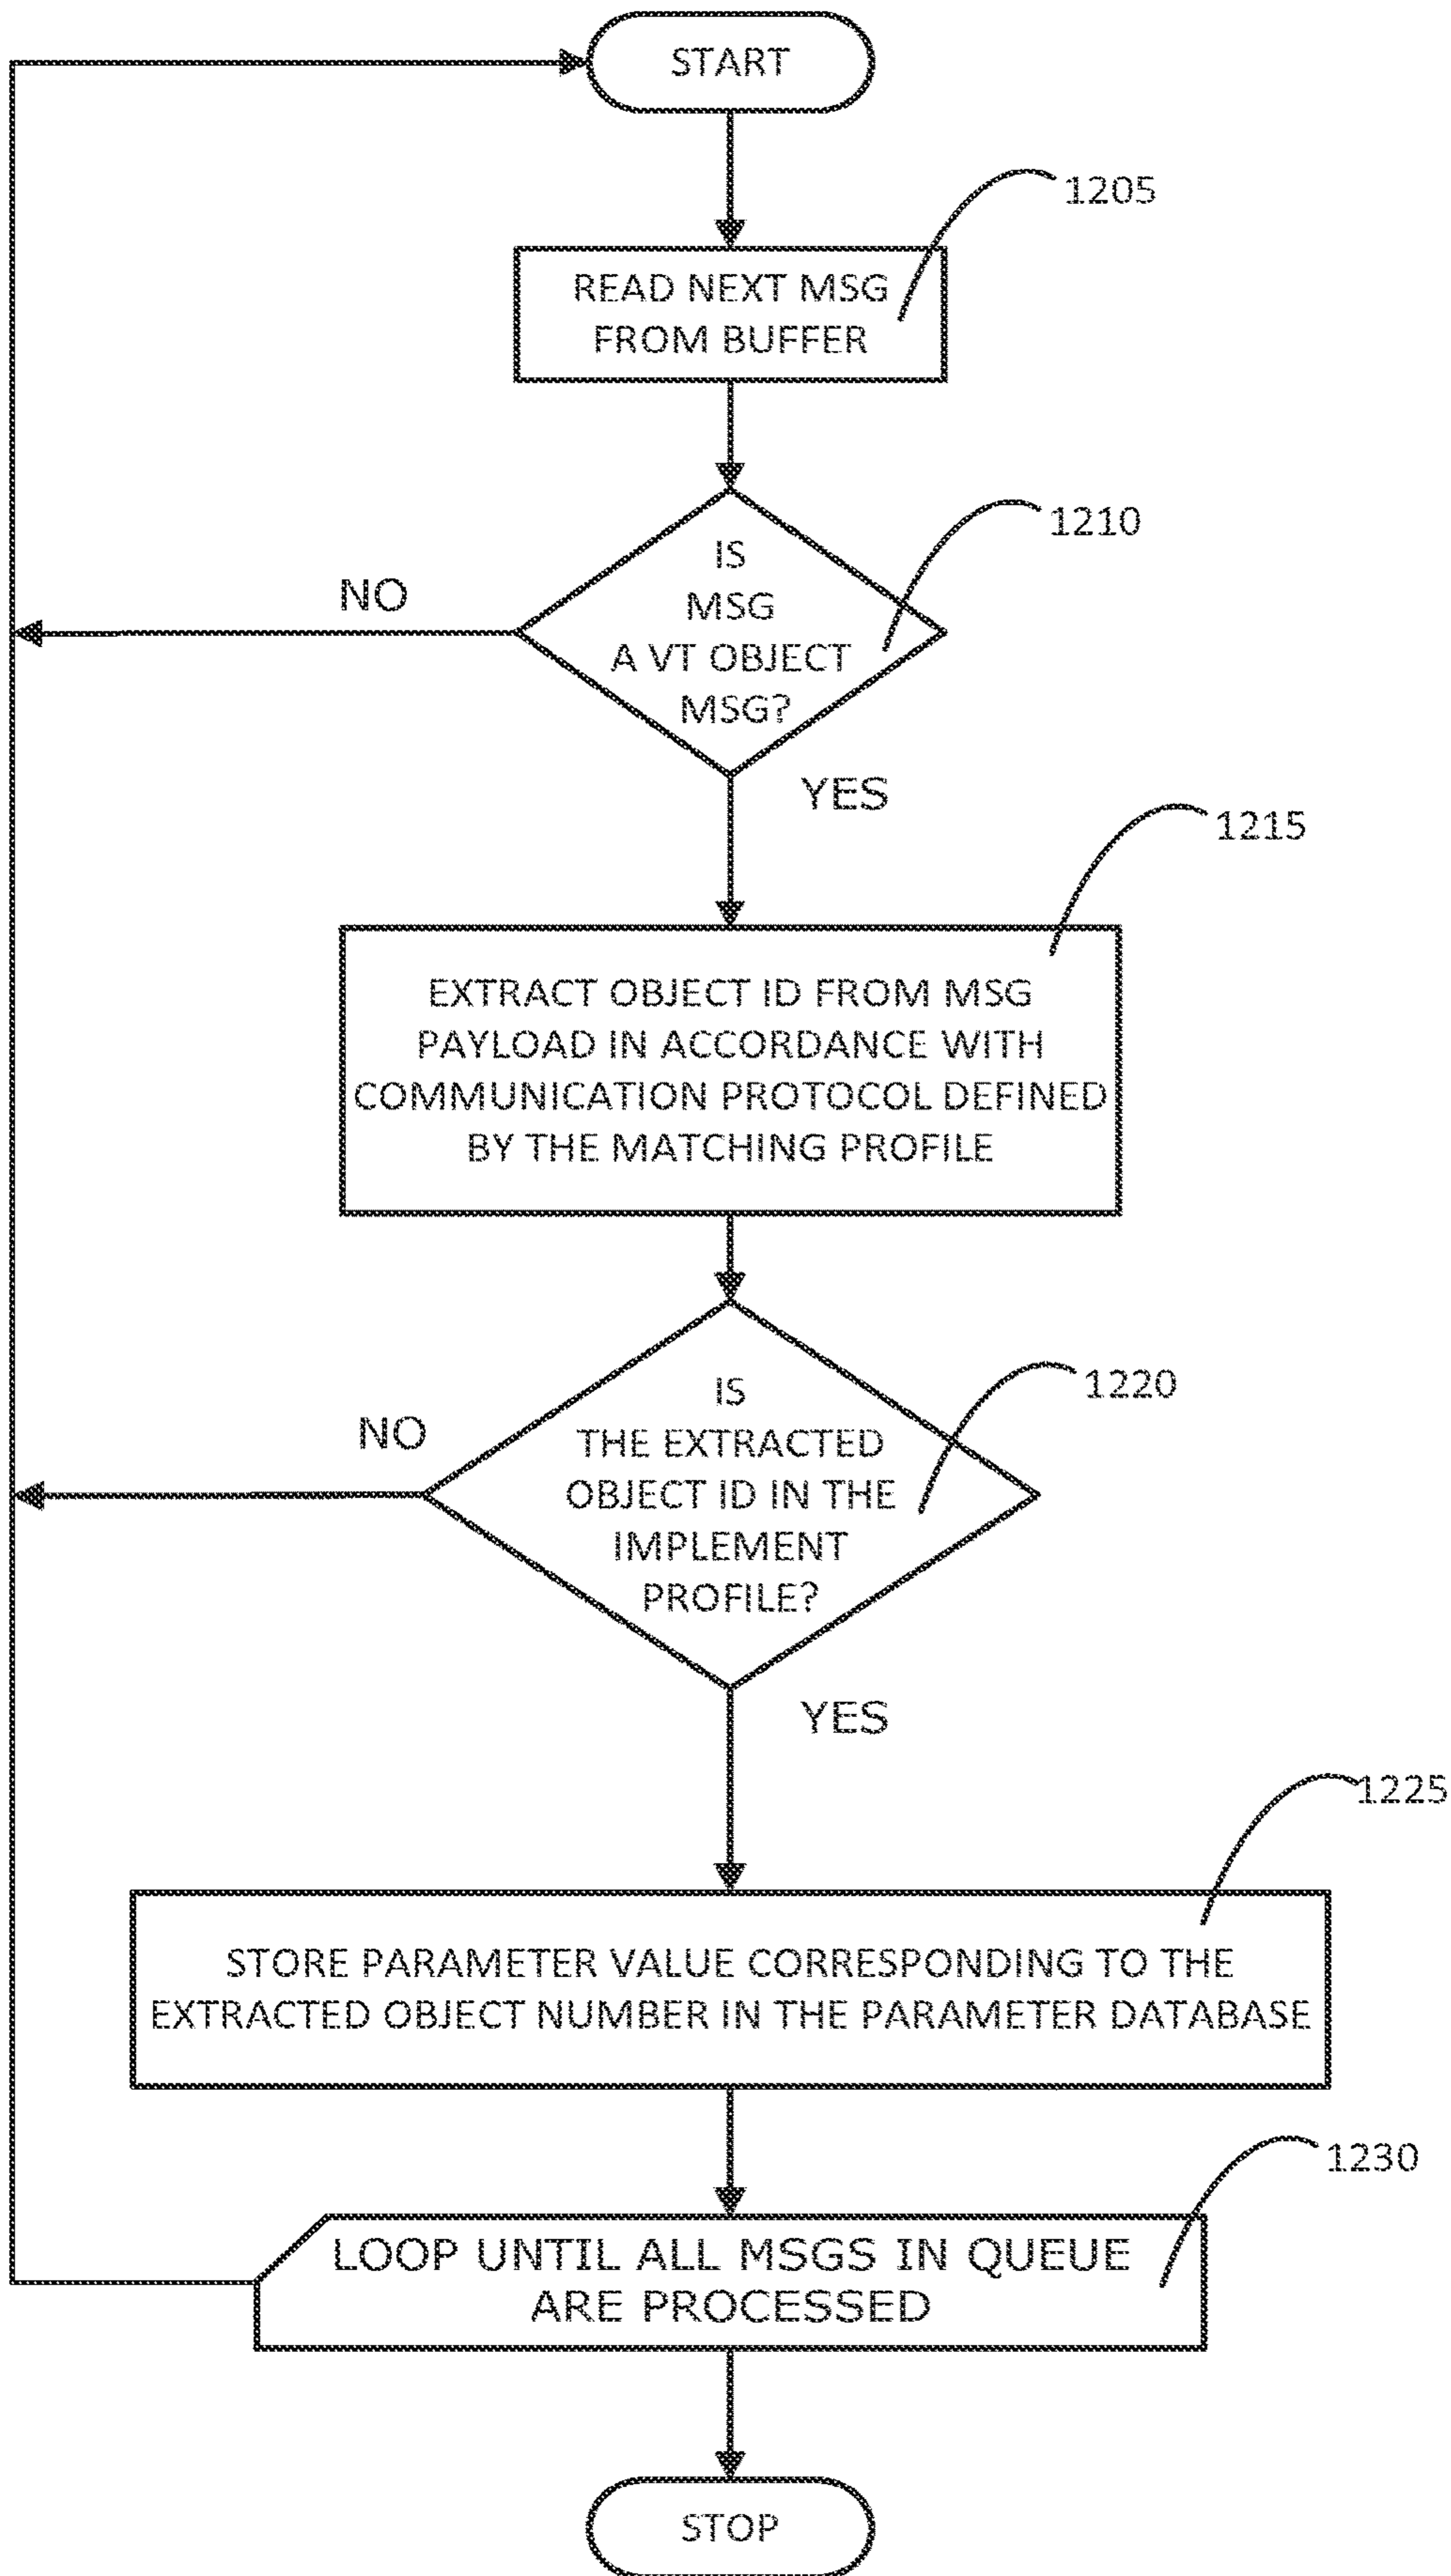 START
1205
READ NEXT MSG
FROM BUFFER
1210
IS
MSG
A VT OBJECT
MSG?
NO
YES
1215
EXTRACT OBJECT ID FROM MSG
PAYLOAD IN ACCORDANCE WITH
COMMUNICATION PROTOCOL DEFINED
BY THE MATCHING PROFILE
1220
IS
THE EXTRACTED
OBJECT ID IN THE
IMPLEMENT
PROFILE?
NO
YES
1225
STORE PARAMETER VALUE CORRESPONDING TO THE
EXTRACTED OBJECT NUMBER IN THE PARAMETER DATABASE
1230
LOOP UNTIL ALL MSGS IN QUEUE
ARE PROCESSED
STOP